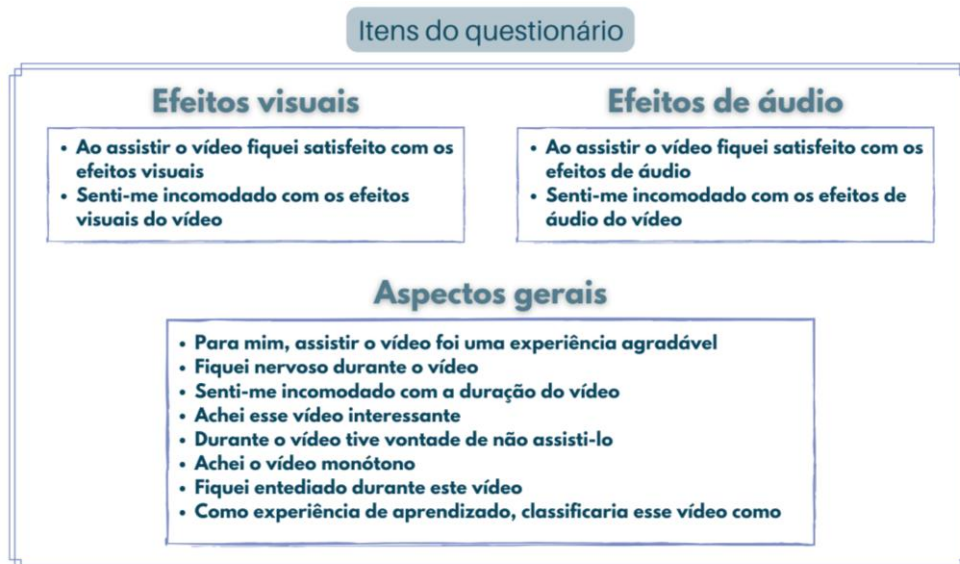 Itens do questionário
Efeitos visuais
• Ao assistir o vídeo fiquei satisfeito com os
efeitos visuais
• Senti-me incomodado com os efeitos
visuais do vídeo
Efeitos de áudio
• Ao assistir o vídeo fiquei satisfeito com os
efeitos de áudio
• Senti-me incomodado com os efeitos de
áudio do vídeo
Aspectos gerais
• Para mim, assistir o vídeo foi uma experiência agradável
• Fiquei nervoso durante o vídeo
• Senti-me incomodado com a duração do vídeo
• Achei esse vídeo interessante
• Durante o vídeo tive vontade de não assisti-lo
• Achei o vídeo monótono
• Fiquei entediado durante este vídeo
• Como experiência de aprendizado, classificaria esse vídeo como